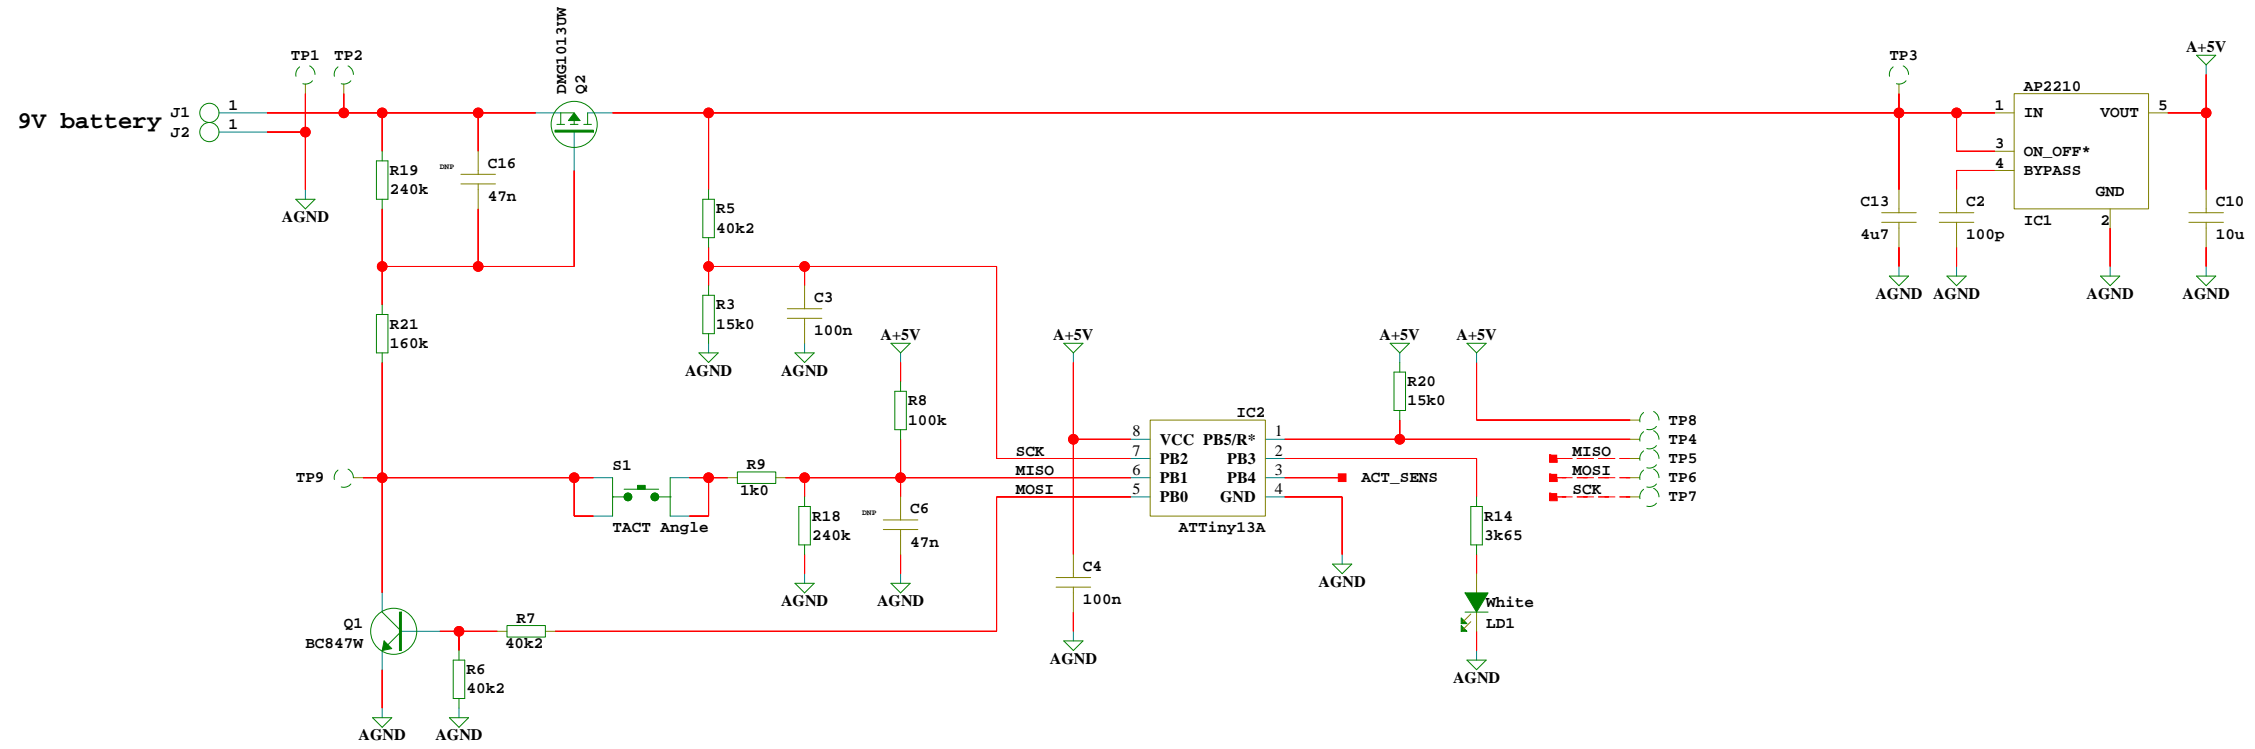 DMG1013UW
Q2
TP1
TP2
TP3
A+5V
9V battery
J1
1
J2
1
AP2210
1
IN
VOUT
5
3
ON_OFF*
4
BYPASS
GND
2
IC1
R19
240k
DNP
C16
47n
AGND
R5
40k2
C13
4u7
C2
100p
C10
10u
AGND
AGND
AGND
AGND
R21
160k
R3
15k0
C3
100n
AGND
AGND
A+5V
A+5V
A+5V
A+5V
R8
100k
R20
15k0
IC2
8
VCC
PB5/R*
1
SCK
7
PB2
PB3
2
MISO
6
PB1
PB4
3
ACT_SENS
MOSI
5
PB0
GND
4
ATTiny13A
TP8
TP4
MISO
TP5
MOSI
TP6
SCK
TP7
TP9
S1
TACT Angle
R9
1k0
R18
240k
DNP
C6
47n
R14
3k65
AGND
AGND
C4
100n
AGND
AGND
White
LD1
AGND
Q1
BC847W
R7
40k2
R6
40k2
AGND
AGND